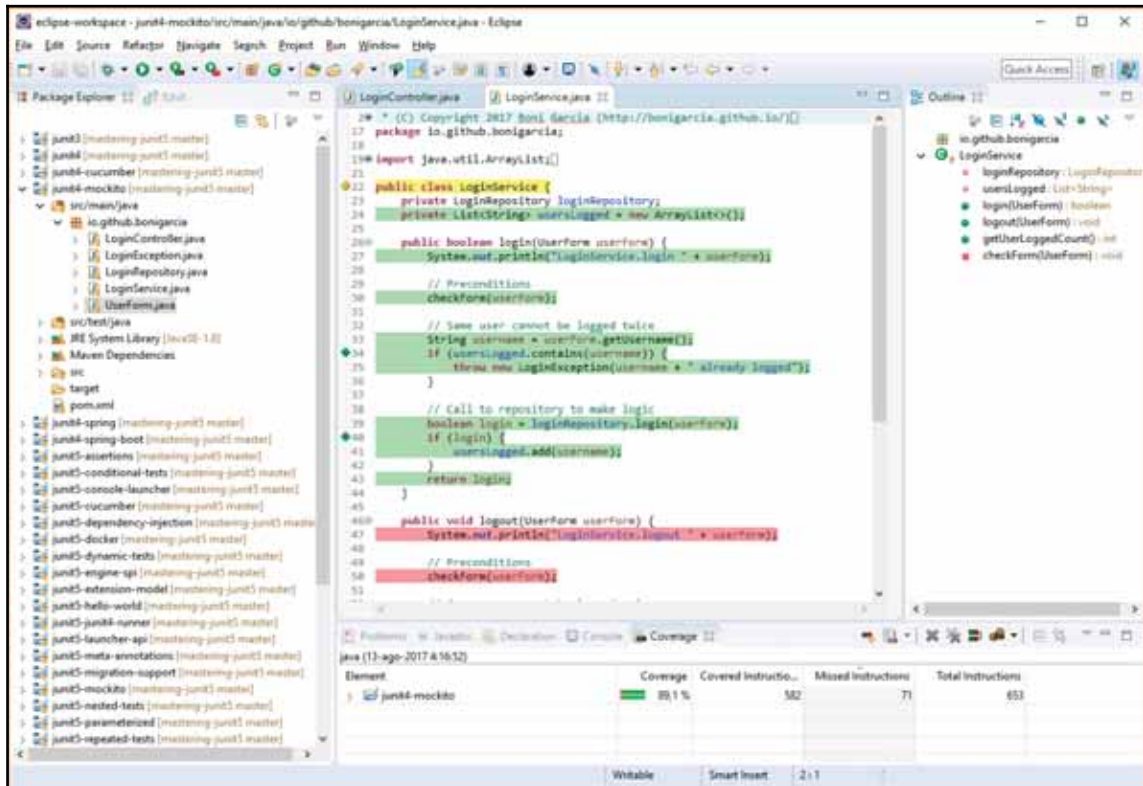 eclipse-workspace - junit4-mockito/src/main/java/io/github/bonigarcia/LoginService.java - Eclipse
File Edit Source Refactor Navigate Search Project Run Window Help
Quick Access
Package Explorer JUnit
junit3 [mastering-junit5 master]
junit4 [mastering-junit5 master]
junit4-cucumber [mastering-junit5 master]
junit4-mockito [mastering-junit5 master]
src/main/java
io.github.bonigarcia
LoginController.java
LoginException.java
LoginRepository.java
LoginService.java
UserForm.java
src/test/java
JRE System Library [JavaSE-1.8]
Maven Dependencies
src
target
pom.xml
junit4-spring [mastering-junit5 master]
junit4-spring-boot [mastering-junit5 master]
junit5-assertions [mastering-junit5 master]
junit5-conditional-tests [mastering-junit5 master]
junit5-console-launcher [mastering-junit5 master]
junit5-cucumber [mastering-junit5 master]
junit5-dependency-injection [mastering-junit5 maste
junit5-docker [mastering-junit5 master]
junit5-dynamic-tests [mastering-junit5 master]
junit5-engine-spi [mastering-junit5 master]
junit5-extension-model [mastering-junit5 master]
junit5-hello-world [mastering-junit5 master]
junit5-junit4-runner [mastering-junit5 master]
junit5-launcher-api [mastering-junit5 master]
junit5-meta-annotations [mastering-junit5 master]
junit5-migration-support [mastering-junit5 master]
junit5-mockito [mastering-junit5 master]
junit5-nested-tests [mastering-junit5 master]
junit5-parameterized [mastering-junit5 master]
junit5-repeated-tests [mastering-junit5 master]
LoginController.java LoginService.java
2 * (C) Copyright 2017 Boni Garcia (http://bonigarcia.github.io/)
17 package io.github.bonigarcia;
18
19 import java.util.ArrayList;
21
22 public class LoginService {
23 private LoginRepository loginRepository;
24 private List<String> usersLogged = new ArrayList<>();
25
26 public boolean login(UserForm userForm) {
27 System.out.println("LoginService.login " + userForm);
28
29 // Preconditions
30 checkForm(userForm);
31
32 // Same user cannot be logged twice
33 String username = userForm.getUsername();
34 if (usersLogged.contains(username)) {
35 throw new LoginException(username + " already logged");
36 }
37
38 // Call to repository to make logic
39 boolean login = loginRepository.login(userForm);
40 if (login) {
41 usersLogged.add(username);
42 }
43 return login;
44 }
45
46 public void logout(UserForm userForm) {
47 System.out.println("LoginService.logout " + userForm);
48
49 // Preconditions
50 checkForm(userForm);
51
Outline
io.github.bonigarcia
LoginService
loginRepository : LoginRepositor
usersLogged : List<String>
login(UserForm) : boolean
logout(UserForm) : void
getUserLoggedCount() : int
checkForm(UserForm) : void
Problems Javadoc Declaration Console Coverage
java (13-ago-2017 4:16:52)
Element Coverage Covered Instructio... Missed Instructions Total Instructions
junit4-mockito 89,1 % 582 71 653
Writable Smart Insert 2 : 1